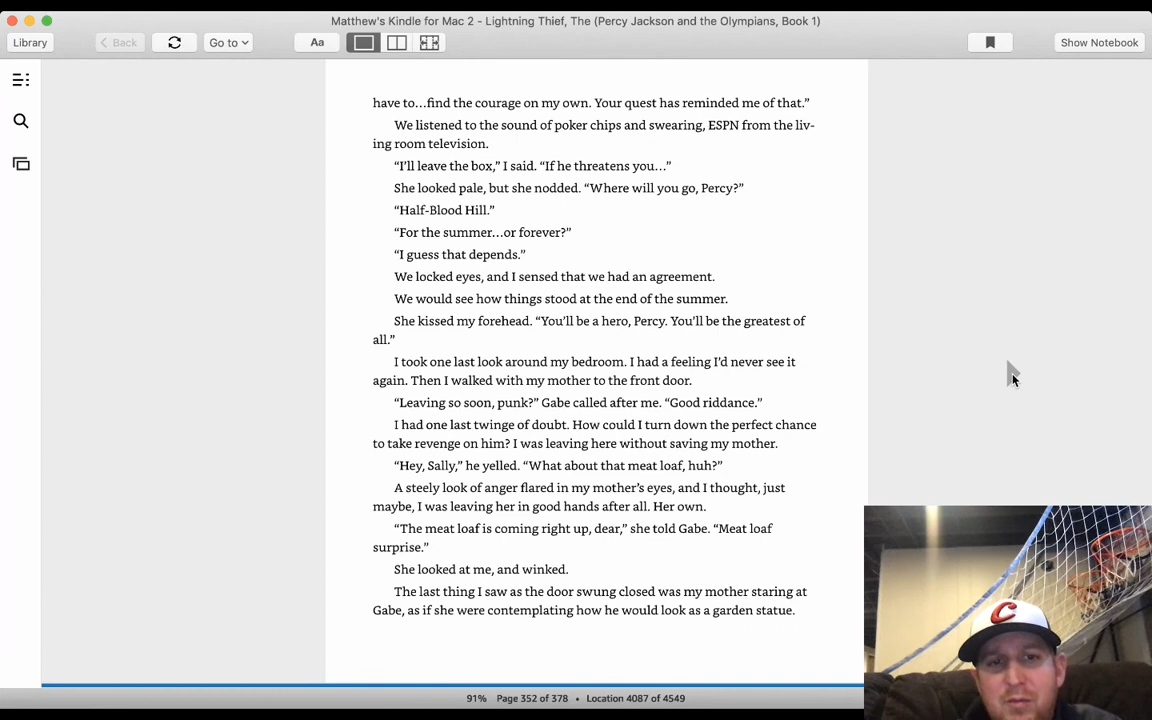 Matthew's Kindle for Mac 2 - Lightning Thief, The (Percy Jackson and the Olympians, Book 1)
Library
Back
Go to
Aa
Show Notebook
have to…find the courage on my own. Your quest has reminded me of that.”
We listened to the sound of poker chips and swearing, ESPN from the liv-
ing room television.
“I’ll leave the box,” I said. “If he threatens you…”
She looked pale, but she nodded. “Where will you go, Percy?”
“Half-Blood Hill.”
“For the summer…or forever?”
“I guess that depends.”
We locked eyes, and I sensed that we had an agreement.
We would see how things stood at the end of the summer.
She kissed my forehead. “You’ll be a hero, Percy. You’ll be the greatest of
all.”
I took one last look around my bedroom. I had a feeling I’d never see it
again. Then I walked with my mother to the front door.
“Leaving so soon, punk?” Gabe called after me. “Good riddance.”
I had one last twinge of doubt. How could I turn down the perfect chance
to take revenge on him? I was leaving here without saving my mother.
“Hey, Sally,” he yelled. “What about that meat loaf, huh?”
A steely look of anger flared in my mother’s eyes, and I thought, just
maybe, I was leaving her in good hands after all. Her own.
“The meat loaf is coming right up, dear,” she told Gabe. “Meat loaf
surprise.”
She looked at me, and winked.
The last thing I saw as the door swung closed was my mother staring at
Gabe, as if she were contemplating how he would look as a garden statue.
91% Page 352 of 378 • Location 4087 of 4549
C